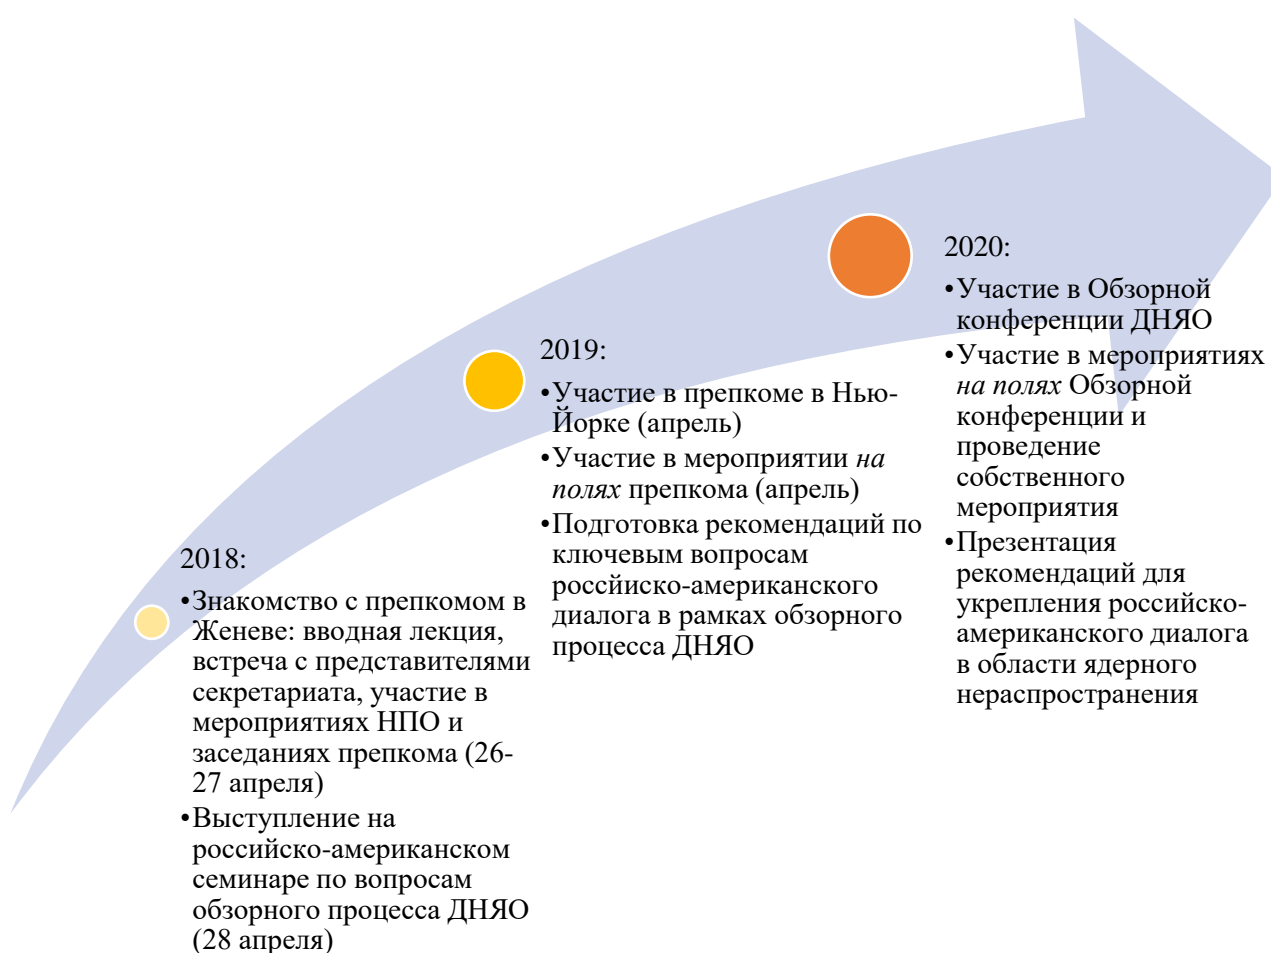 2018:
•Знакомство с препкомом в
Женеве: вводная лекция,
встреча с представителями
секретариата, участие в
мероприятиях НПО и
заседаниях препкома (26-
27 апреля)
•Выступление на
российско-американском
семинаре по вопросам
обзорного процесса ДНЯО
(28 апреля)
2019:
•Участие в препкоме в Нью-
Йорке (апрель)
•Участие в мероприятии на
полях препкома (апрель)
•Подготовка рекомендаций по
ключевым вопросам
россйиско-американского
диалога в рамках обзорного
процесса ДНЯО
2020:
•Участие в Обзорной
конференции ДНЯО
•Участие в мероприятиях
на полях Обзорной
конференции и
проведение
собственного
мероприятия
•Презентация
рекомендаций для
укрепления российско-
американского диалога
в области ядерного
нераспространения